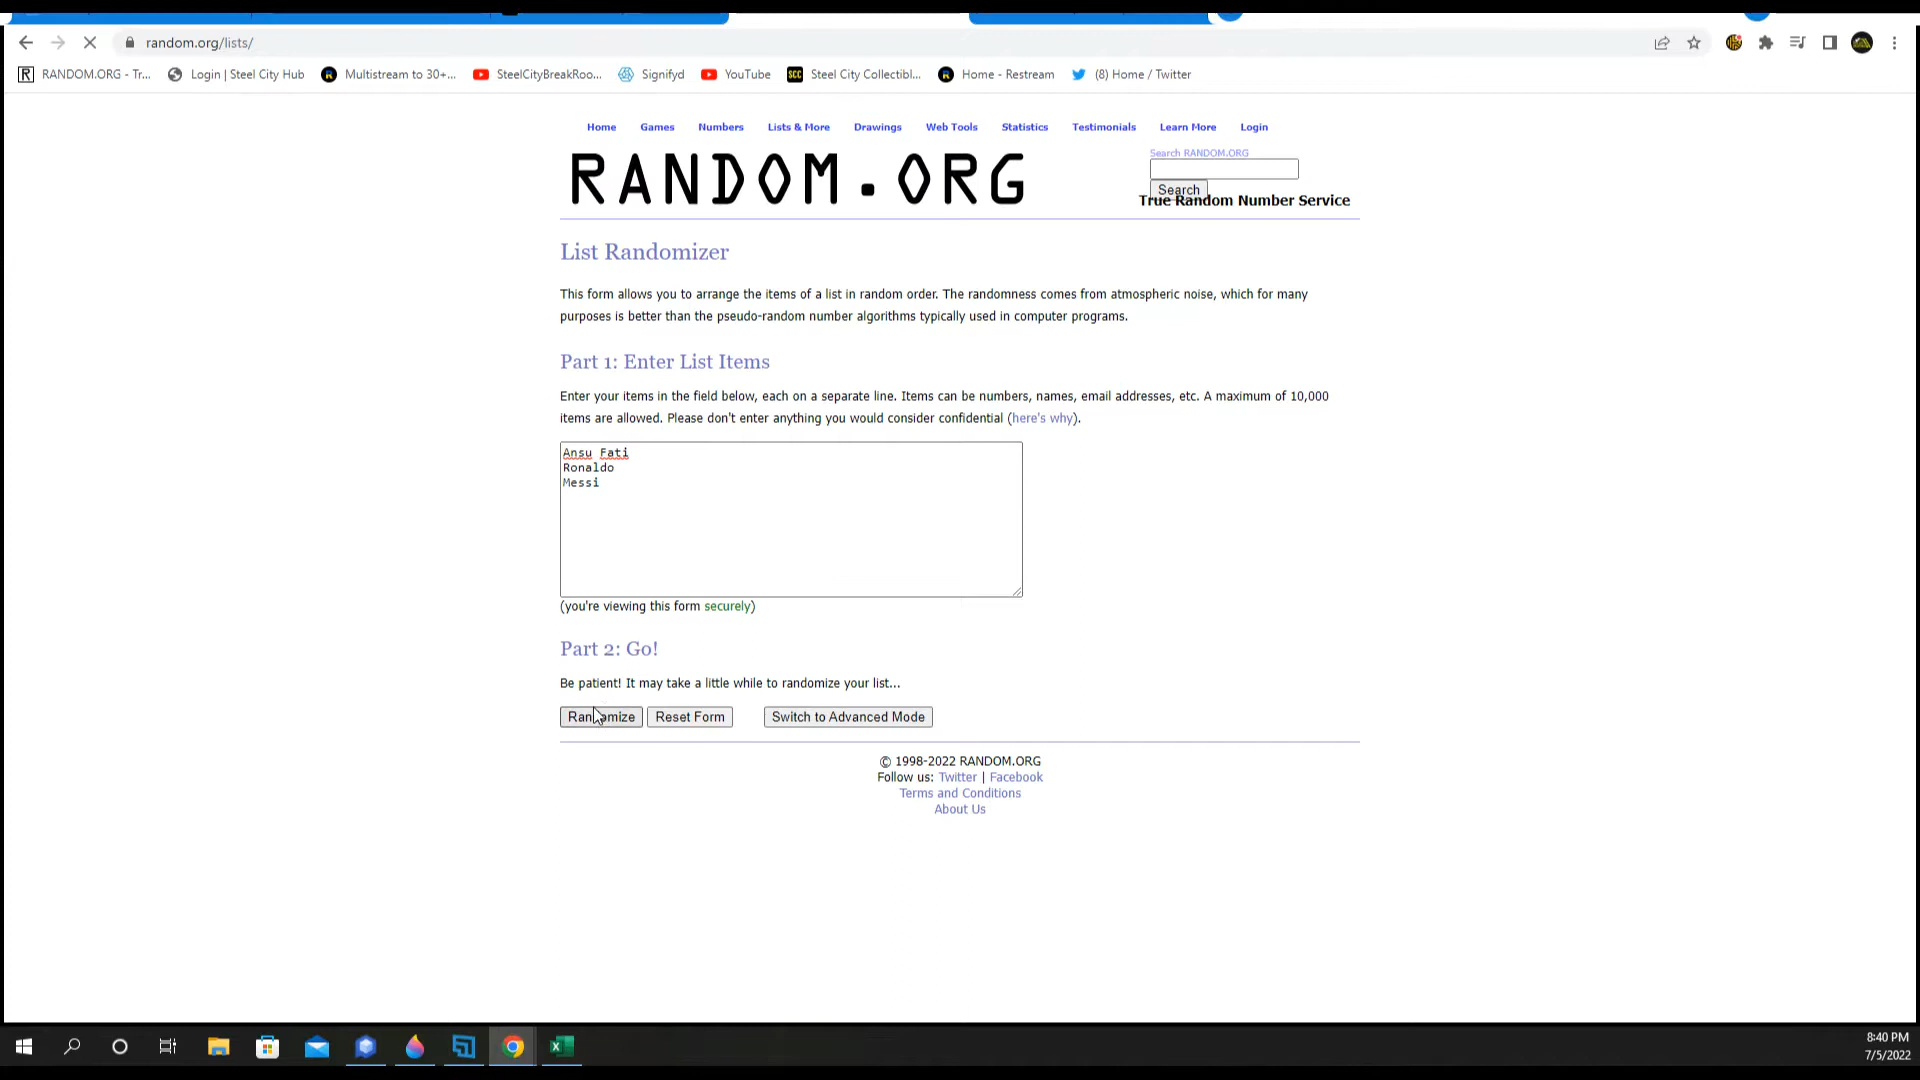 random.org/lists/
RANDOM.ORG - Tr...
Login | Steel City Hub
Multistream to 30+...
SteelCityBreakRoo...
Signifyd
YouTube
SCC
Steel City Collectibl...
Home - Restream
(8) Home / Twitter
Home
Games
Numbers
Lists & More
Drawings
Web Tools
Statistics
Testimonials
Learn More
Login
RANDOM.ORG
Search RANDOM.ORG
Search
True Random Number Service
List Randomizer
This form allows you to arrange the items of a list in random order. The randomness comes from atmospheric noise, which for many
purposes is better than the pseudo-random number algorithms typically used in computer programs.
Part 1: Enter List Items
Enter your items in the field below, each on a separate line. Items can be numbers, names, email addresses, etc. A maximum of 10,000
items are allowed. Please don't enter anything you would consider confidential (here's why).
Ansu Fati
Ronaldo
Messi
(you're viewing this form securely)
Part 2: Go!
Be patient! It may take a little while to randomize your list...
Randomize
Reset Form
Switch to Advanced Mode
© 1998-2022 RANDOM.ORG
Follow us: Twitter | Facebook
Terms and Conditions
About Us
8:40 PM
7/5/2022